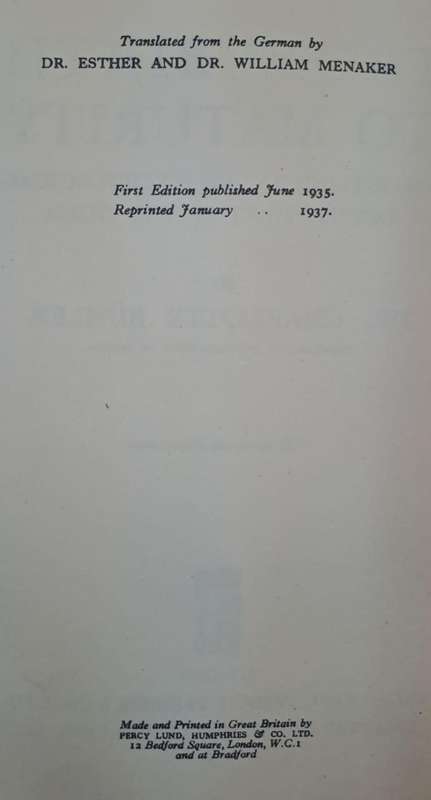 Translated from the German by
DR. ESTHER AND DR. WILLIAM MENAKER
First Edition published June 1935.
Reprinted January .. 1937.
Made and Printed in Great Britain by
PERCY LUND, HUMPHRIES & CO. LTD.
12 Bedford Square, London, W.C.1
and at Bradford